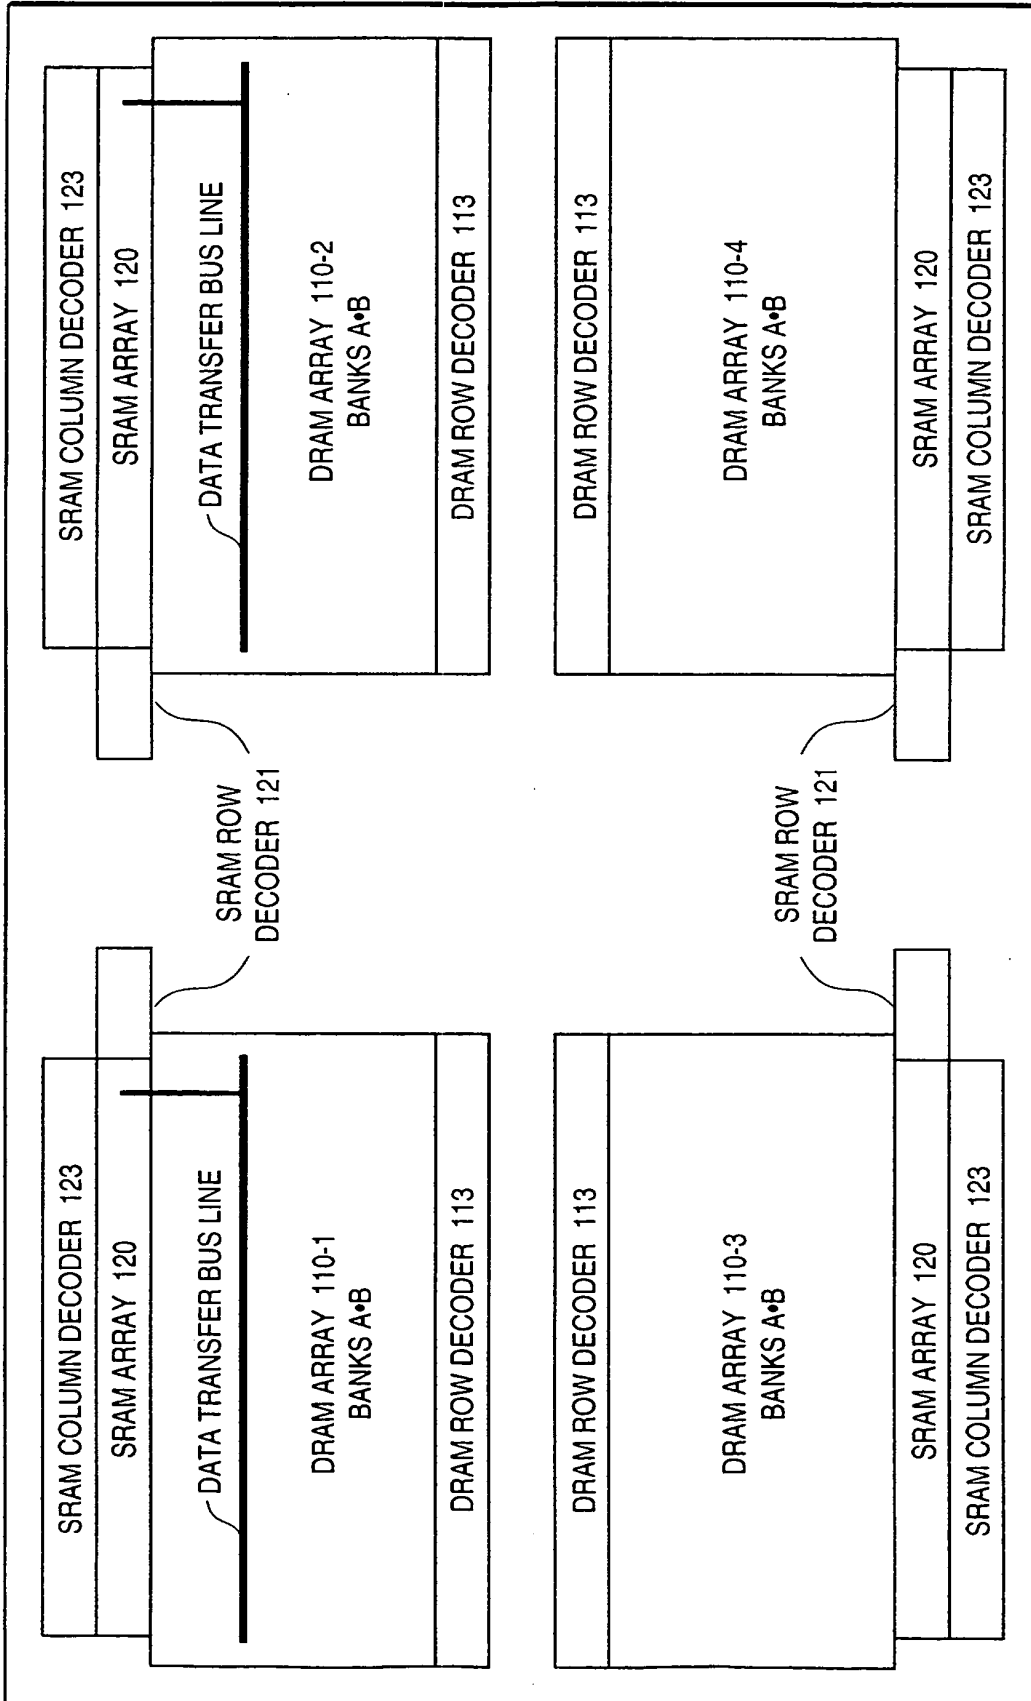 SRAM COLUMN DECODER 123
SRAM ARRAY 120
DATA TRANSFER BUS LINE
DRAM ARRAY 110-1
BANKS A•B
DRAM ROW DECODER 113
SRAM ROW
DECODER 121
SRAM COLUMN DECODER 123
SRAM ARRAY 120
DATA TRANSFER BUS LINE
DRAM ARRAY 110-2
BANKS A•B
DRAM ROW DECODER 113
DRAM ROW DECODER 113
DRAM ARRAY 110-3
BANKS A•B
SRAM ARRAY 120
SRAM COLUMN DECODER 123
SRAM ROW
DECODER 121
DRAM ROW DECODER 113
DRAM ARRAY 110-4
BANKS A•B
SRAM ARRAY 120
SRAM COLUMN DECODER 123